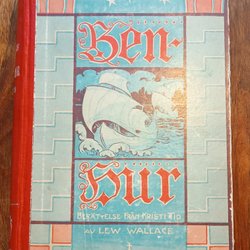 Ben-
Hur
BERÄTTELSE FRÅN KRISTI TID
AV LEW WALLACE